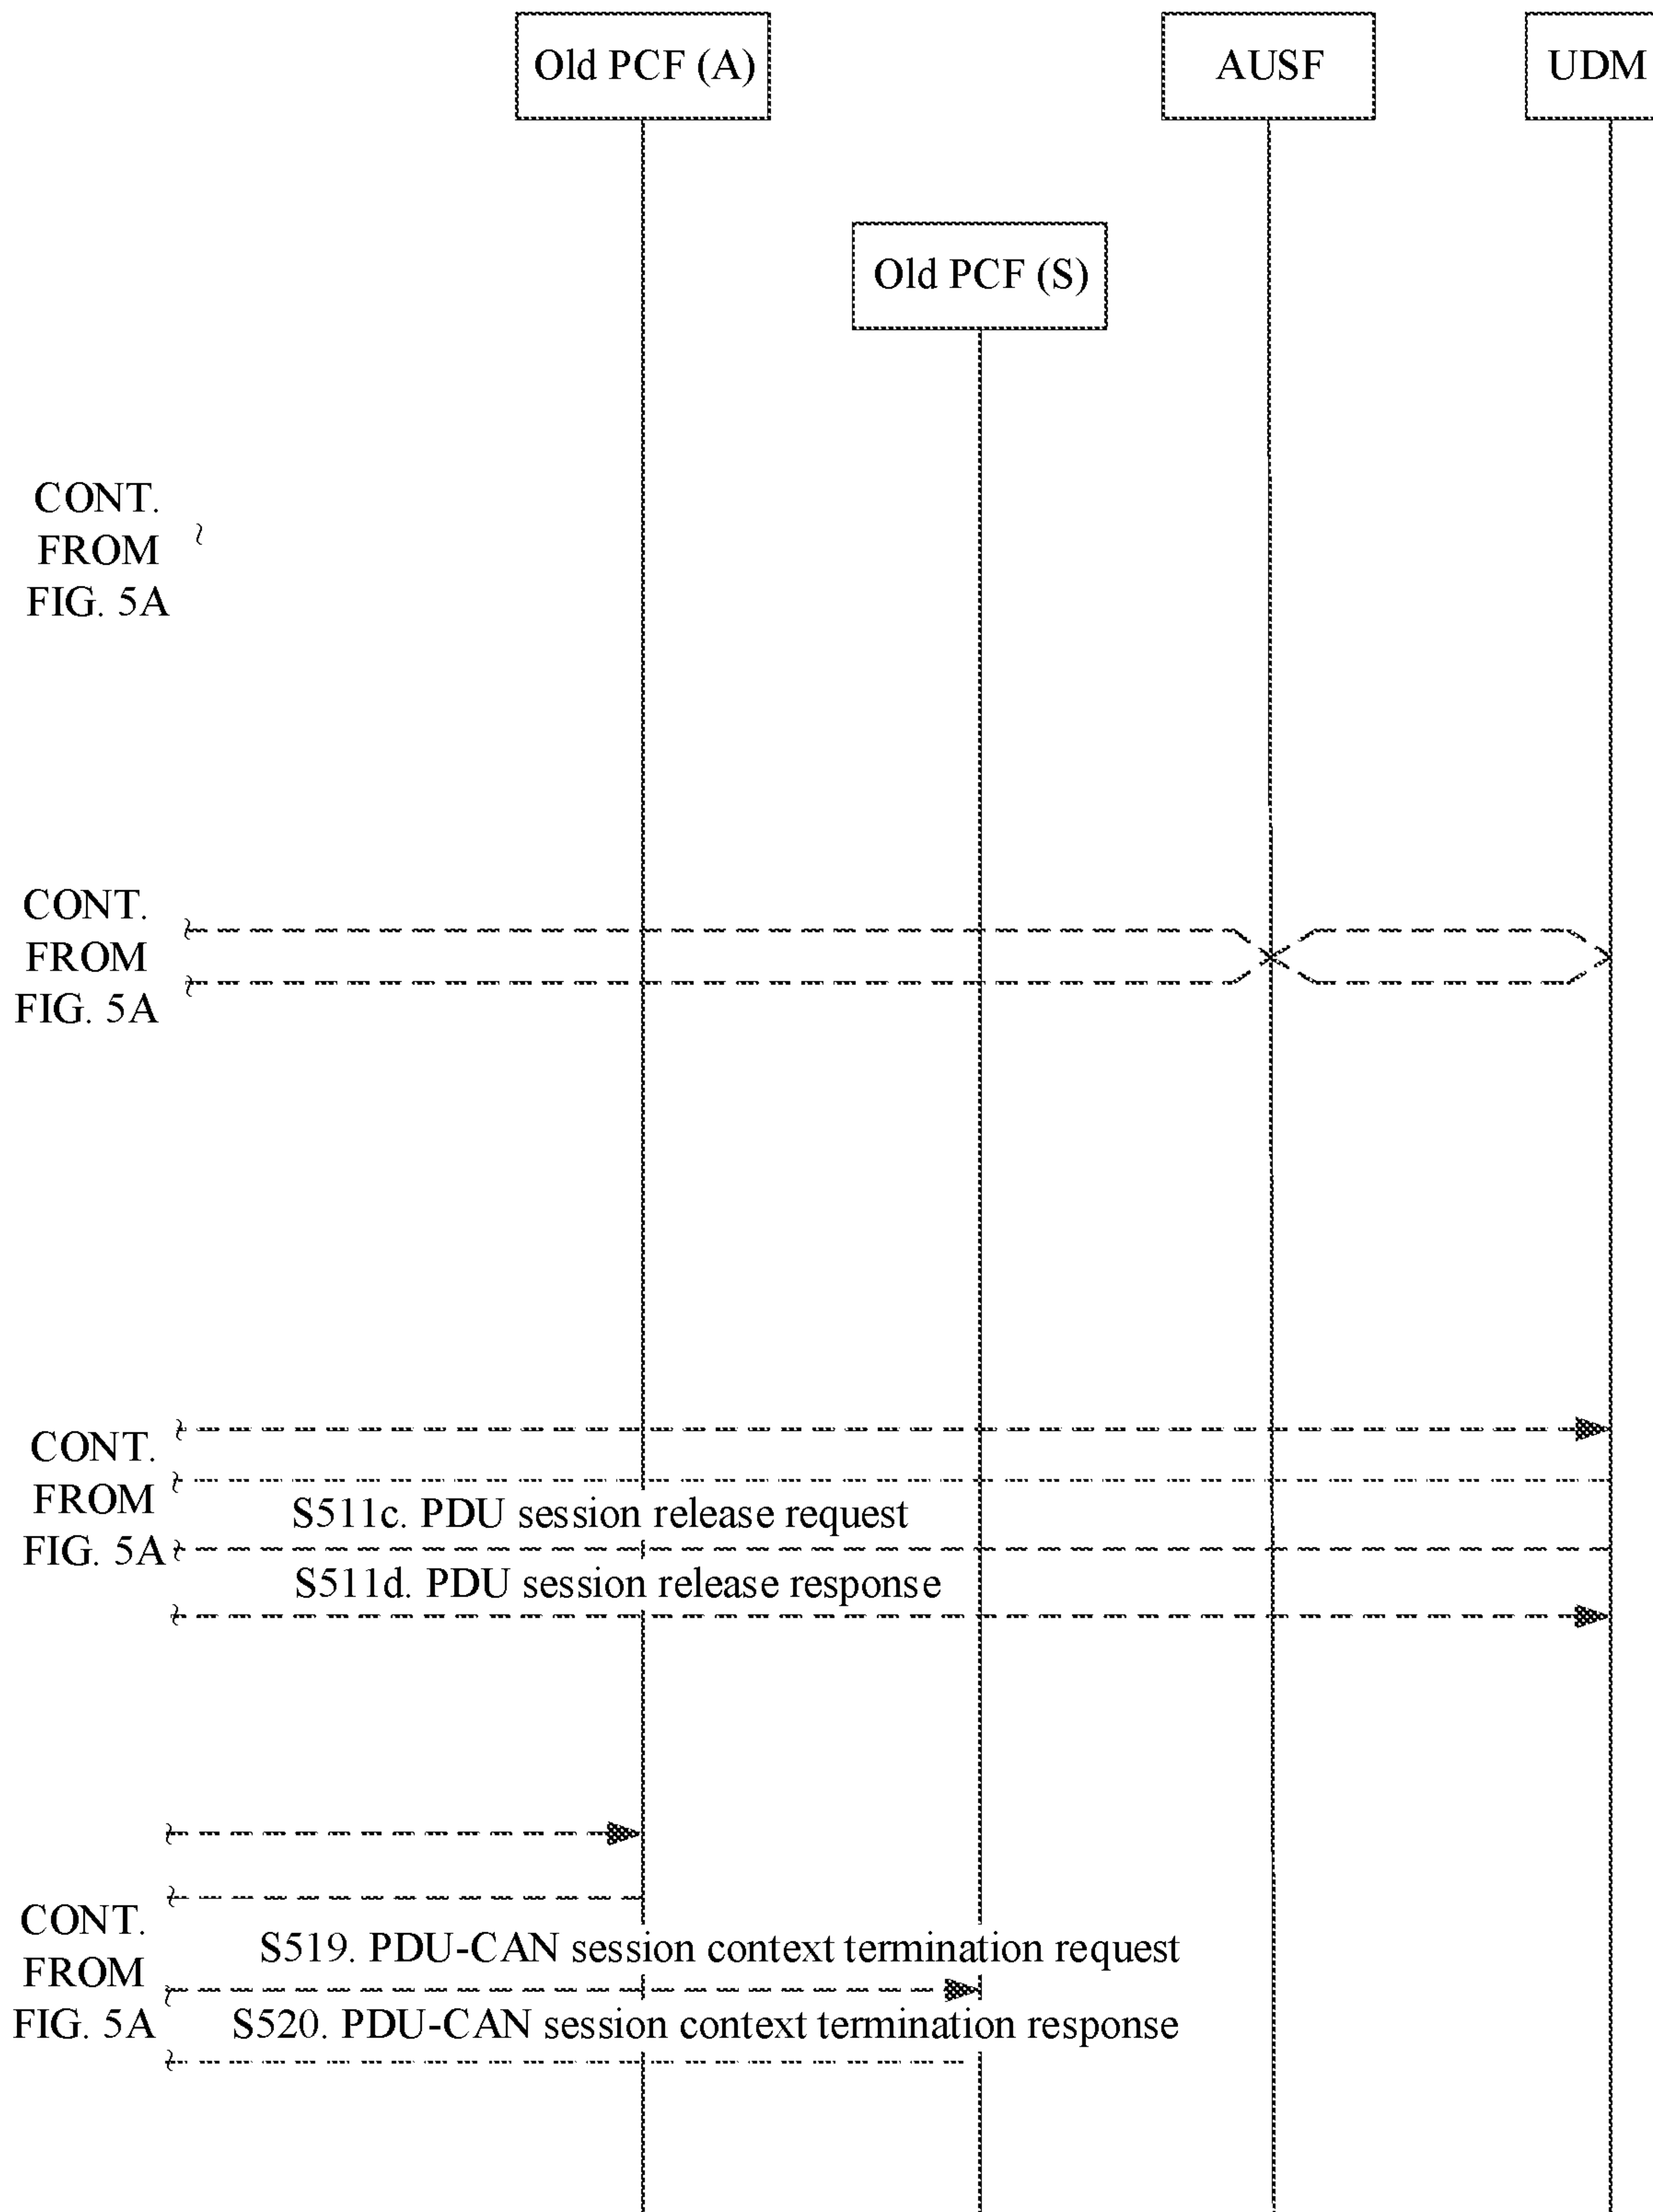 Old PCF (A)
AUSF
UDM
Old PCF (S)
CONT.
FROM
FIG. 5A
CONT.
FROM
FIG. 5A
CONT.
FROM
FIG. 5A
S511c. PDU session release request
S511d. PDU session release response
CONT.
FROM
FIG. 5A
S519. PDU-CAN session context termination request
S520. PDU-CAN session context termination response